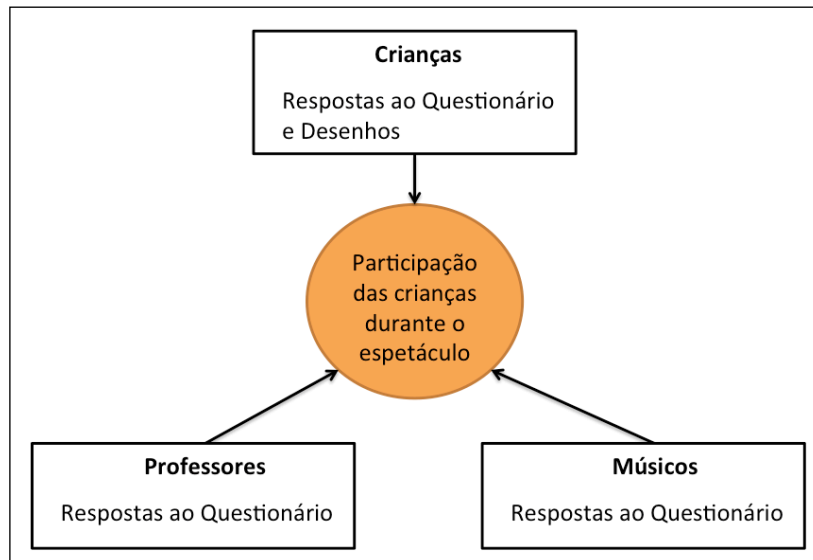 Crianças
Respostas ao Questionário
e Desenhos
Participação
das crianças
durante o
espetáculo
Professores
Respostas ao Questionário
Músicos
Respostas ao Questionário